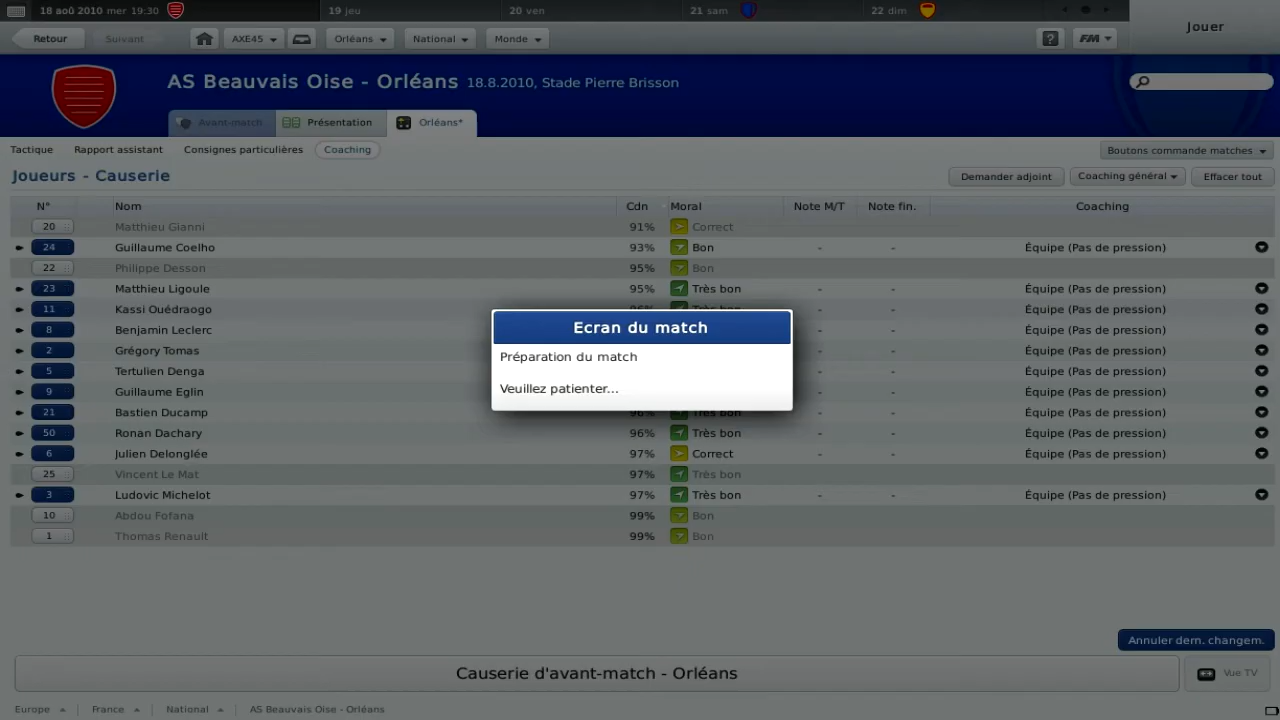 18 aoû 2010 mer 19:30 19 jeu 20 ven 21 sam 22 dim
Jouer
Retour Suivant AXE45 Orléans National Monde ? FM
AS Beauvais Oise - Orléans 18.8.2010, Stade Pierre Brisson
Avant-match Présentation Orléans*
Tactique Rapport assistant Consignes particulières Coaching Boutons commande matches
Joueurs - Causerie Demander adjoint Coaching général Effacer tout
N° Nom Cdn Moral Note M/T Note fin. Coaching
20 Matthieu Gianni 91% Correct
24 Guillaume Coelho 93% Bon - - Équipe (Pas de pression)
22 Philippe Desson 95% Bon
23 Matthieu Ligoule 95% Très bon - - Équipe (Pas de pression)
11 Kassi Ouédraogo 96% Très bon - - Équipe (Pas de pression)
8 Benjamin Leclerc - - Équipe (Pas de pression)
2 Grégory Tomas - - Équipe (Pas de pression)
5 Tertulien Denga - - Équipe (Pas de pression)
9 Guillaume Eglin - - Équipe (Pas de pression)
21 Bastien Ducamp 96% Très bon - - Équipe (Pas de pression)
50 Ronan Dachary 96% Très bon - - Équipe (Pas de pression)
6 Julien Delonglée 97% Correct - - Équipe (Pas de pression)
25 Vincent Le Mat 97% Très bon
3 Ludovic Michelot 97% Très bon - - Équipe (Pas de pression)
10 Abdou Fofana 99% Bon
1 Thomas Renault 99% Bon
Ecran du match
Préparation du match
Veuillez patienter...
Annuler dern. changem.
Causerie d'avant-match - Orléans Vue TV
Europe France National AS Beauvais Oise - Orléans